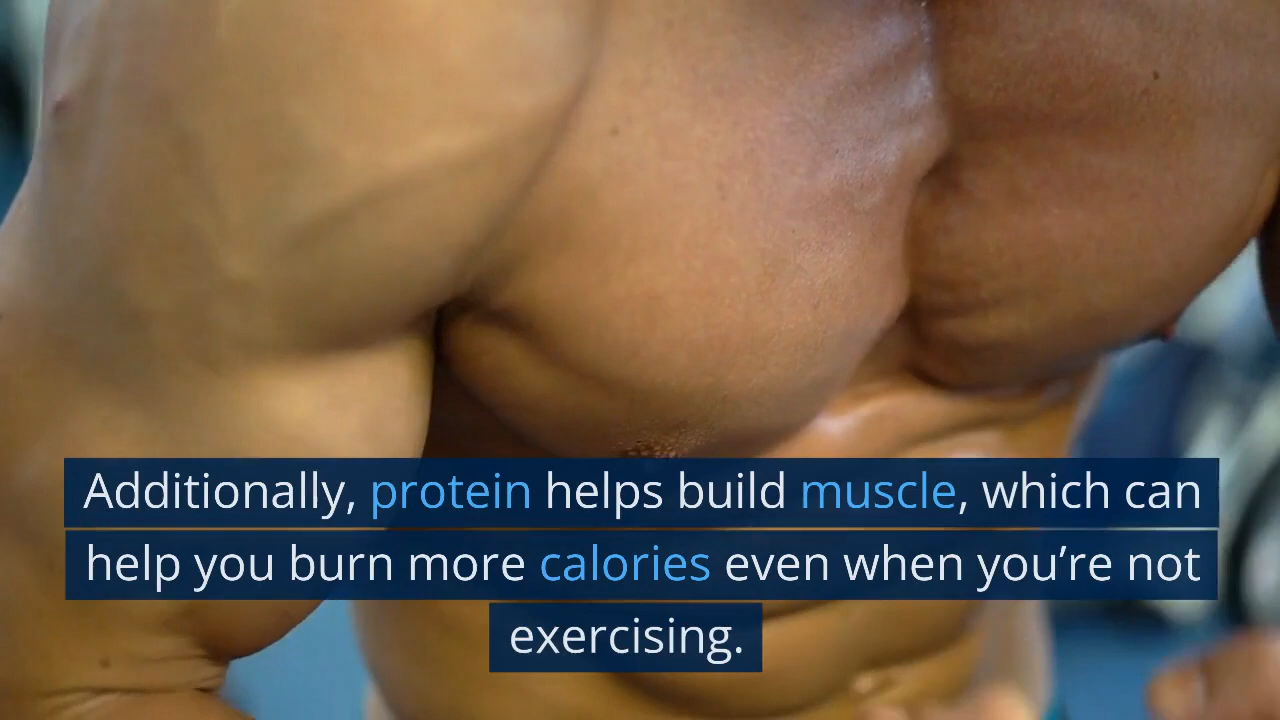 Additionally, protein helps build muscle, which can
help you burn more calories even when you’re not
exercising.